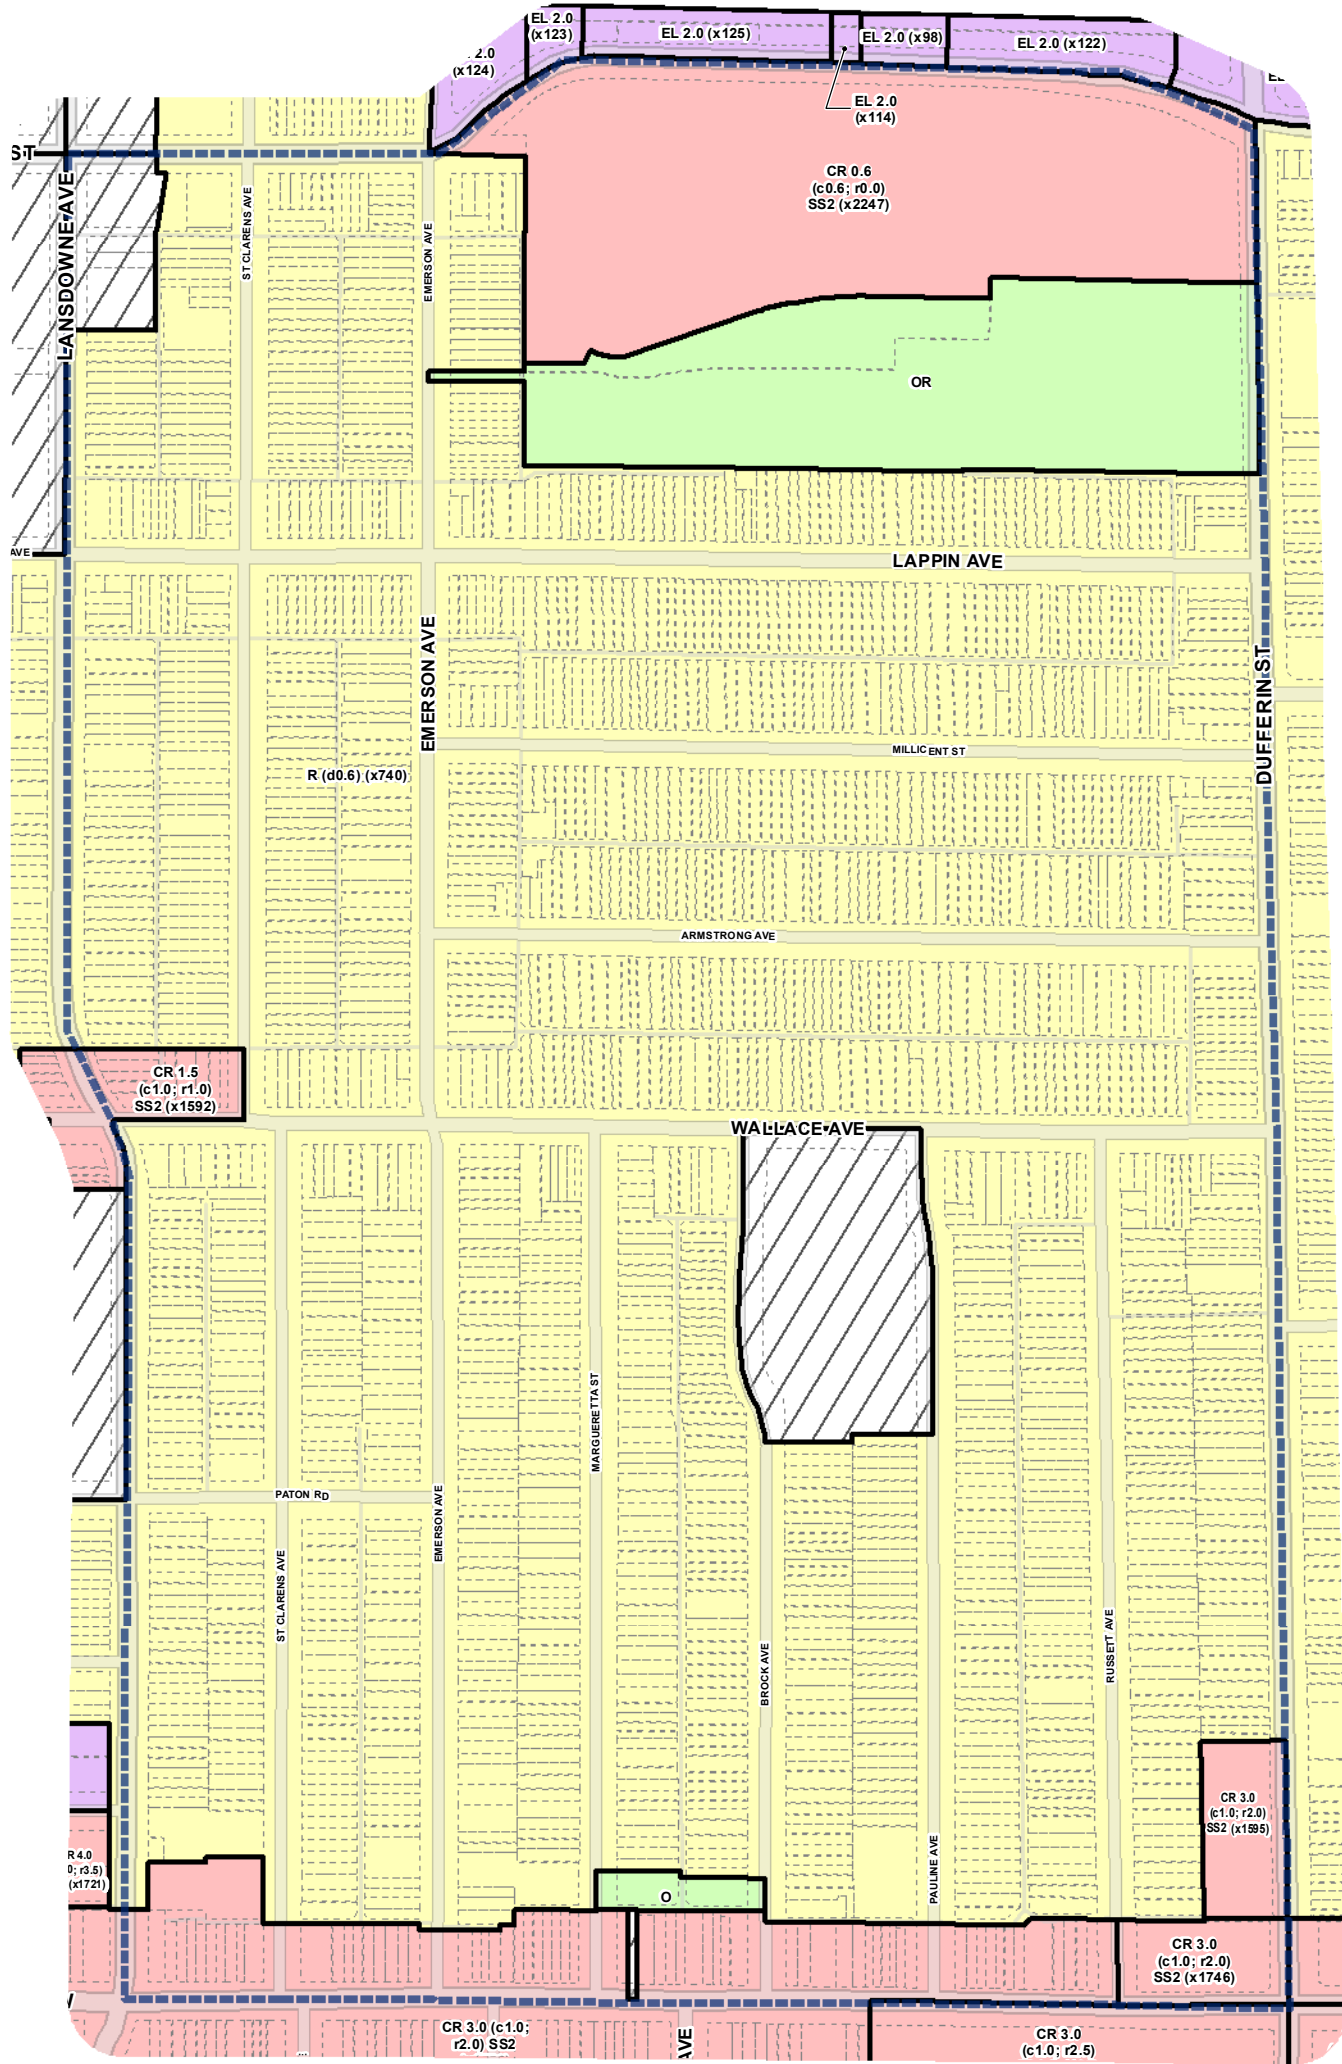 EL 2.0
(x123)
EL 2.0 (x125)
EL 2.0 (x98)
EL 2.0 (x122)
2.0
(x124)
EL 2.0
(x114)
ST
CR 0.6
(c0.6; r0.0)
SS2 (x2247)
LANSDOWNE AVE
ST CLARENS AVE
EMERSON AVE
OR
AVE
LAPPIN AVE
EMERSON AVE
DUFFERIN ST
MILLICENT ST
R (d0.6) (x740)
ARMSTRONG AVE
CR 1.5
(c1.0; r1.0)
SS2 (x1592)
WALLACE AVE
MARGUERETTA ST
PATON RD
EMERSON AVE
ST CLARENS AVE
BROCK AVE
RUSSETT AVE
PAULINE AVE
CR 3.0
(c1.0; r2.0)
SS2 (x1595)
R 4.0
0; r3.5)
(x1721)
O
CR 3.0
(c1.0; r2.0)
SS2 (x1746)
CR 3.0 (c1.0;
r2.0) SS2
AVE
CR 3.0
(c1.0; r2.5)